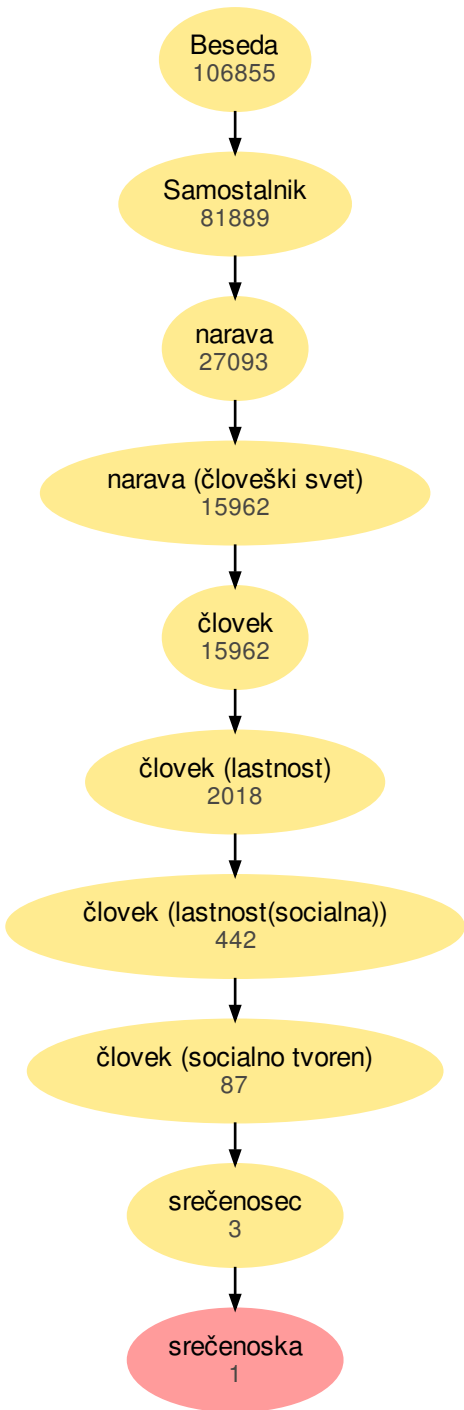 Beseda
106855
Samostalnik
81889
narava
27093
narava (človeški svet)
15962
človek
15962
človek (lastnost)
2018
človek (lastnost(socialna))
442
človek (socialno tvoren)
87
srečenosec
3
srečenoska
1